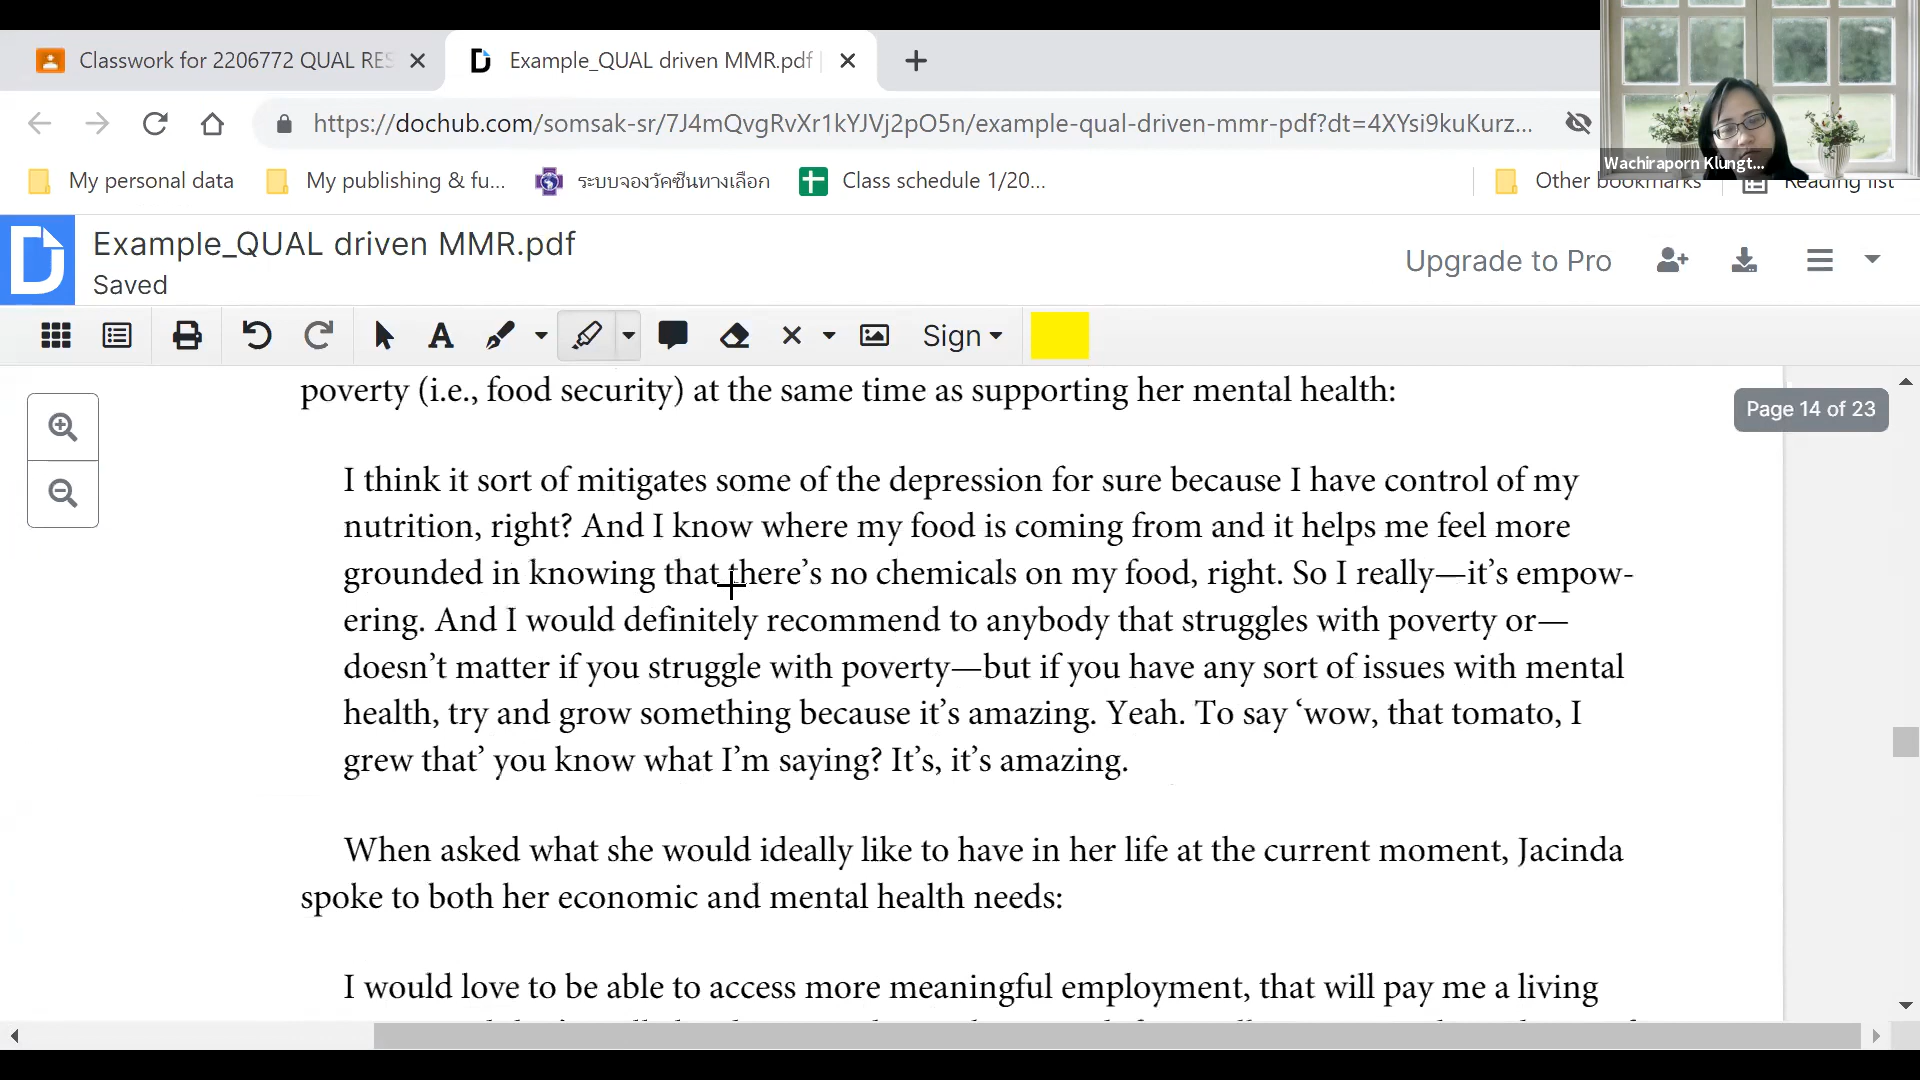 Classwork for 2206772 QUAL RES
Example_QUAL driven MMR.pdf
https://dochub.com/somsak-sr/7J4mQvgRvXr1kYJVj2pO5n/example-qual-driven-mmr-pdf?dt=4XYsi9kuKurz...
Wachiraporn Klungt...
My personal data
My publishing & fu...
ระบบจองวัคซีนทางเลือก
Class schedule 1/20...
Other bookmarks
Reading list
Example_QUAL driven MMR.pdf
Saved
Upgrade to Pro
Sign
Page 14 of 23
poverty (i.e., food security) at the same time as supporting her mental health:
I think it sort of mitigates some of the depression for sure because I have control of my
nutrition, right? And I know where my food is coming from and it helps me feel more
grounded in knowing that there’s no chemicals on my food, right. So I really—it’s empow-
ering. And I would definitely recommend to anybody that struggles with poverty or—
doesn’t matter if you struggle with poverty—but if you have any sort of issues with mental
health, try and grow something because it’s amazing. Yeah. To say ‘wow, that tomato, I
grew that’ you know what I’m saying? It’s, it’s amazing.
When asked what she would ideally like to have in her life at the current moment, Jacinda
spoke to both her economic and mental health needs:
I would love to be able to access more meaningful employment, that will pay me a living